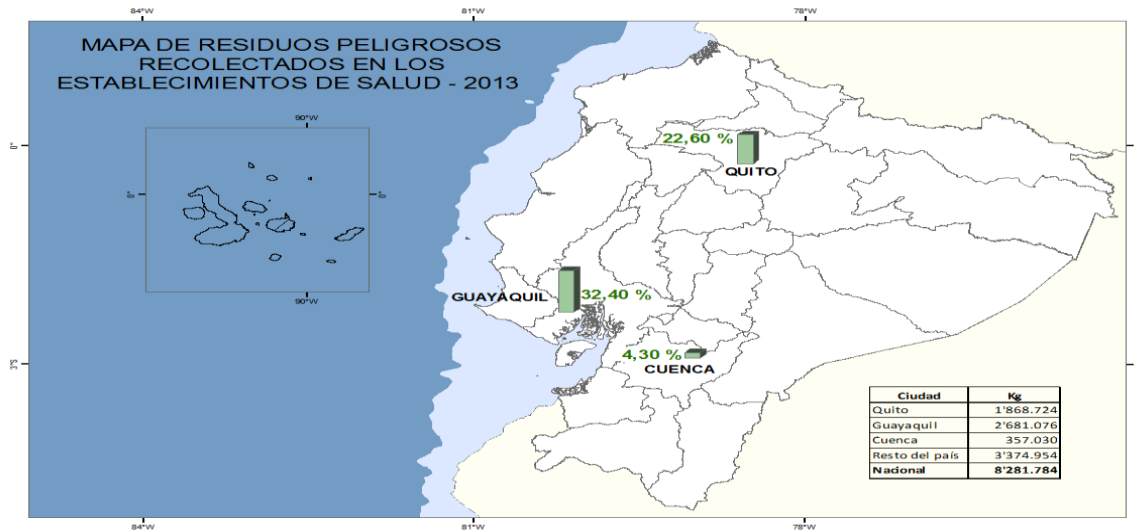 84°W 81°W 78°W
MAPA DE RESIDUOS PELIGROSOS
RECOLECTADOS EN LOS
ESTABLECIMIENTOS DE SALUD - 2013
90°W
0°
0°
0°
22,60 %
QUITO
GUAYAQUIL
32,40 %
90°W
3°S
4,30 %
CUENCA
Ciudad Kg
Quito 1'868.724
Guayaquil 2'681.076
Cuenca 357.030
Resto del país 3'374.954
Nacional 8'281.784
84°W 81°W 78°W